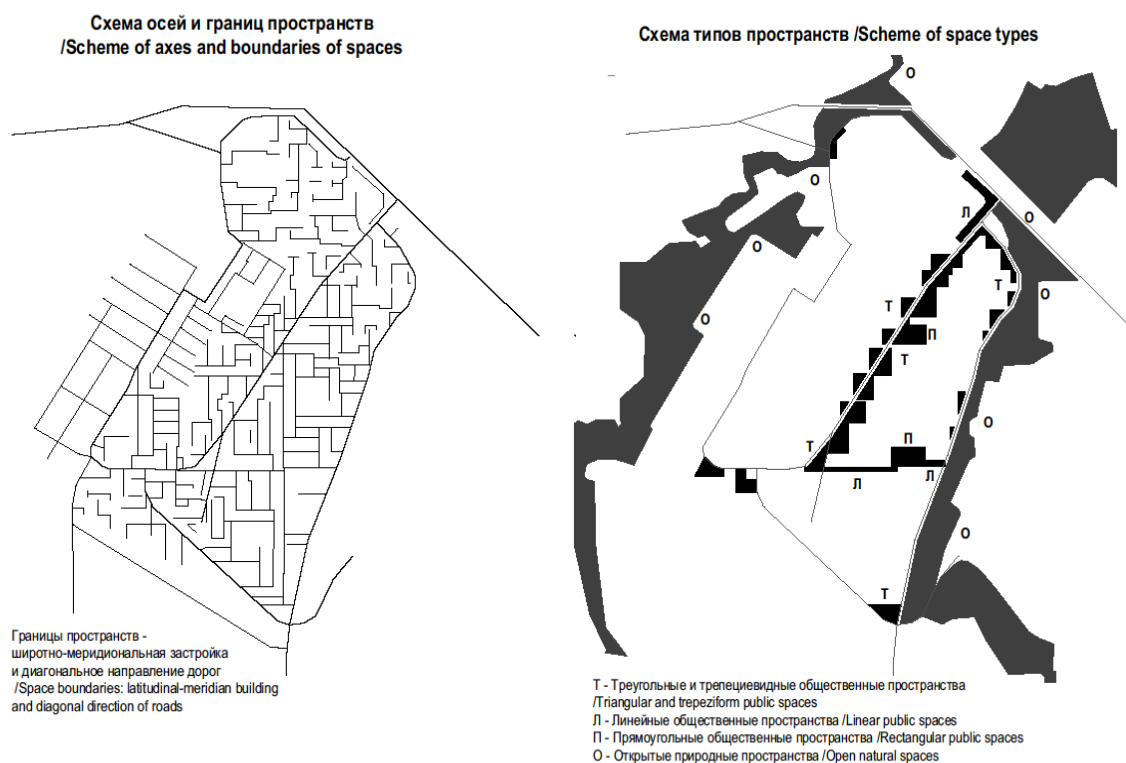 Схема осей и границ пространств
/Scheme of axes and boundaries of spaces
Границы пространств -
широтно-меридиональная застройка
и диагональное направление дорог
/Space boundaries: latitudinal-meridian building
and diagonal direction of roads
Схема типов пространств /Scheme of space types
О
О
Л
О
О
Т
О
О
Т
П
Т
О
Т
П
Л
Л
О
Т
Т - Треугольные и трепециевидные общественные пространства
/Triangular and trepeziform public spaces
Л - Линейные общественные пространства /Linear public spaces
П - Прямоугольные общественные пространства /Rectangular public spaces
О - Открытые природные пространства /Open natural spaces